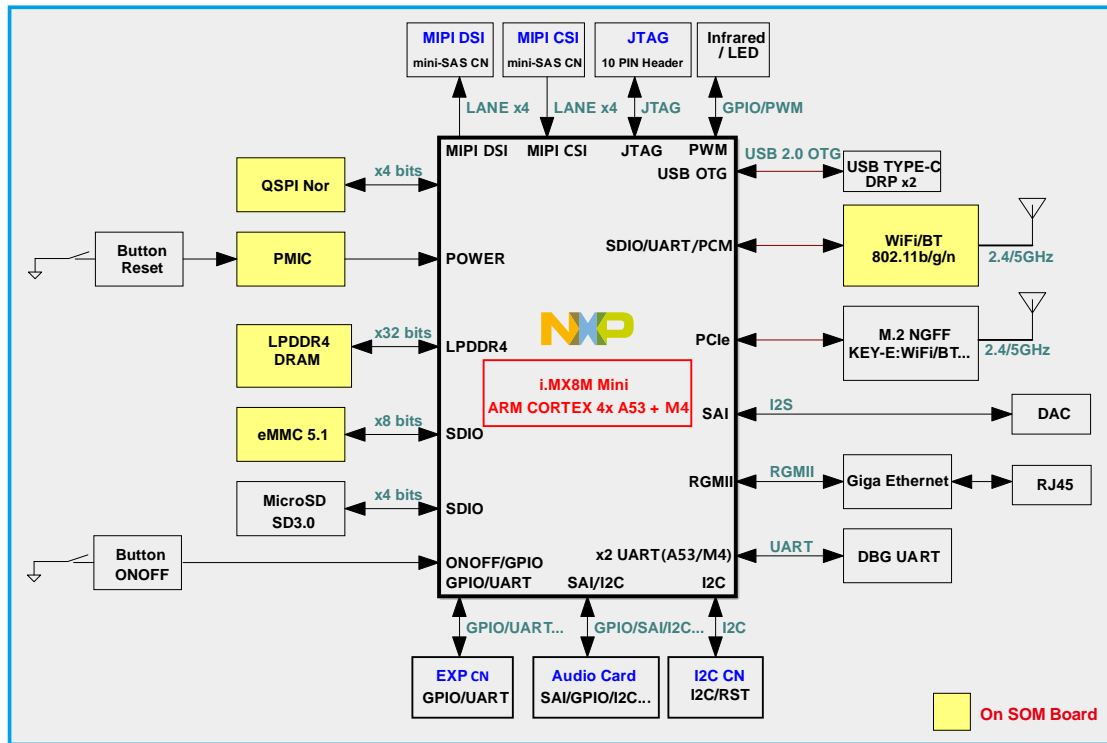 MIPI DSI
mini-SAS CN
MIPI CSI
mini-SAS CN
JTAG
10 PIN Header
Infrared
/ LED
LANE x4
LANE x4
JTAG
GPIO/PWM
MIPI DSI
MIPI CSI
JTAG
PWM
USB OTG
USB 2.0 OTG
USB TYPE-C
DRP x2
QSPI Nor
x4 bits
SDIO/UART/PCM
WiFi/BT
802.11b/g/n
2.4/5GHz
Button
Reset
PMIC
POWER
NXP
LPDDR4
DRAM
x32 bits
LPDDR4
PCIe
M.2 NGFF
KEY-E:WiFi/BT...
2.4/5GHz
i.MX8M Mini
ARM CORTEX 4x A53 + M4
eMMC 5.1
x8 bits
SDIO
SAI
I2S
DAC
MicroSD
SD3.0
x4 bits
SDIO
RGMII
RGMII
Giga Ethernet
RJ45
Button
ONOFF
ONOFF/GPIO
x2 UART(A53/M4)
UART
DBG UART
GPIO/UART
SAI/I2C
I2C
GPIO/UART...
GPIO/SAI/I2C...
I2C
EXP CN
GPIO/UART
Audio Card
SAI/GPIO/I2C...
I2C CN
I2C/RST
On SOM Board